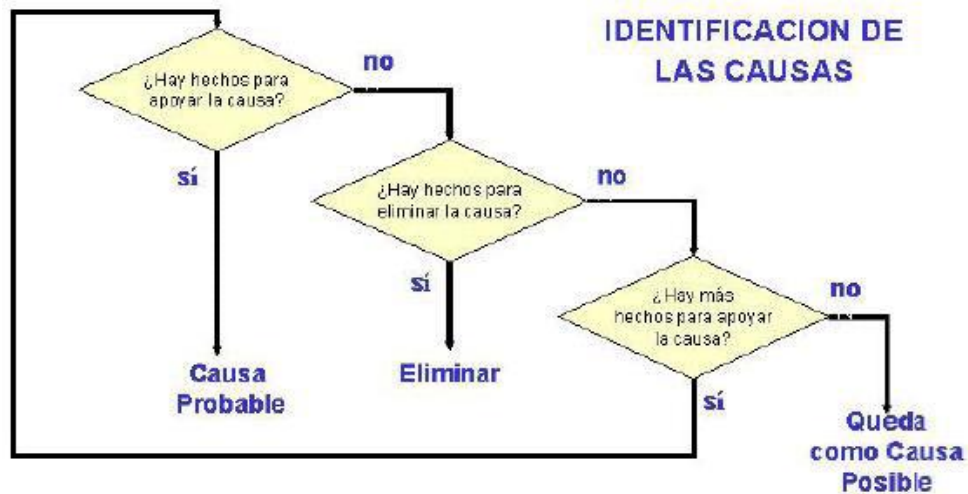 IDENTIFICACION DE
LAS CAUSAS
¿Hay hechos para
apoyar la causa?
no
sí
¿Hay hechos para
eliminar la causa?
no
sí
¿Hay más
hechos para apoyar
la causa?
no
sí
Causa
Probable
Eliminar
Queda
como Causa
Posible